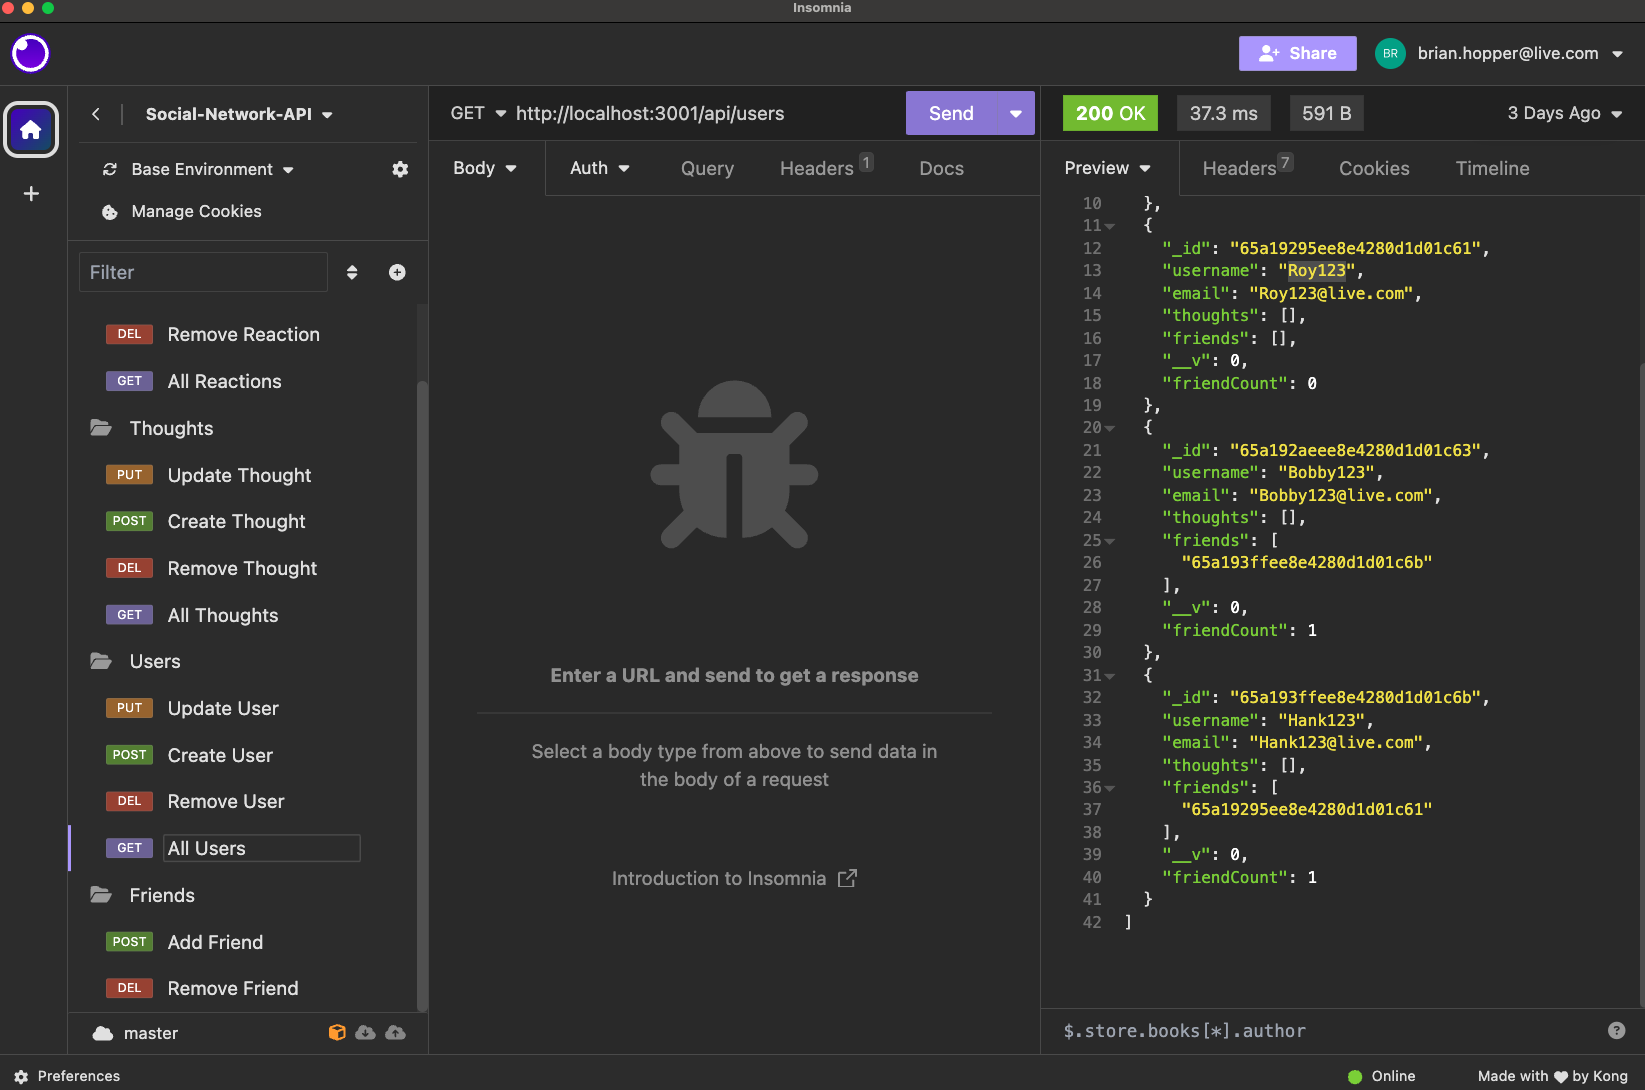 Insomnia
Share
BR
brian.hopper@live.com
Social-Network-API
Base Environment
Manage Cookies
Filter
DEL Remove Reaction
GET All Reactions
Thoughts
PUT Update Thought
POST Create Thought
DEL Remove Thought
GET All Thoughts
Users
PUT Update User
POST Create User
DEL Remove User
GET All Users
Friends
POST Add Friend
DEL Remove Friend
master
GET http://localhost:3001/api/users
Send
Body
Auth
Query
Headers 1
Docs
Enter a URL and send to get a response
Select a body type from above to send data in
the body of a request
Introduction to Insomnia
200 OK
37.3 ms
591 B
3 Days Ago
Preview
Headers 7
Cookies
Timeline
10 },
11 {
12 "_id": "65a19295ee8e4280d1d01c61",
13 "username": "Roy123",
14 "email": "Roy123@live.com",
15 "thoughts": [],
16 "friends": [],
17 "__v": 0,
18 "friendCount": 0
19 },
20 {
21 "_id": "65a192aeee8e4280d1d01c63",
22 "username": "Bobby123",
23 "email": "Bobby123@live.com",
24 "thoughts": [],
25 "friends": [
26 "65a193ffee8e4280d1d01c6b"
27 ],
28 "__v": 0,
29 "friendCount": 1
30 },
31 {
32 "_id": "65a193ffee8e4280d1d01c6b",
33 "username": "Hank123",
34 "email": "Hank123@live.com",
35 "thoughts": [],
36 "friends": [
37 "65a19295ee8e4280d1d01c61"
38 ],
39 "__v": 0,
40 "friendCount": 1
41 }
42 ]
$.store.books[*].author
?
Preferences
Online
Made with ♥ by Kong